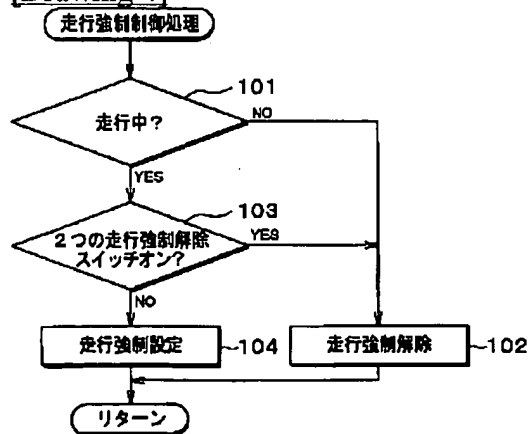 走行強制制御処理
101
走行中?
NO
YES
103
2つの走行強制解除
スイッチオン?
YES
NO
走行強制設定
104
走行強制解除
102
リターン